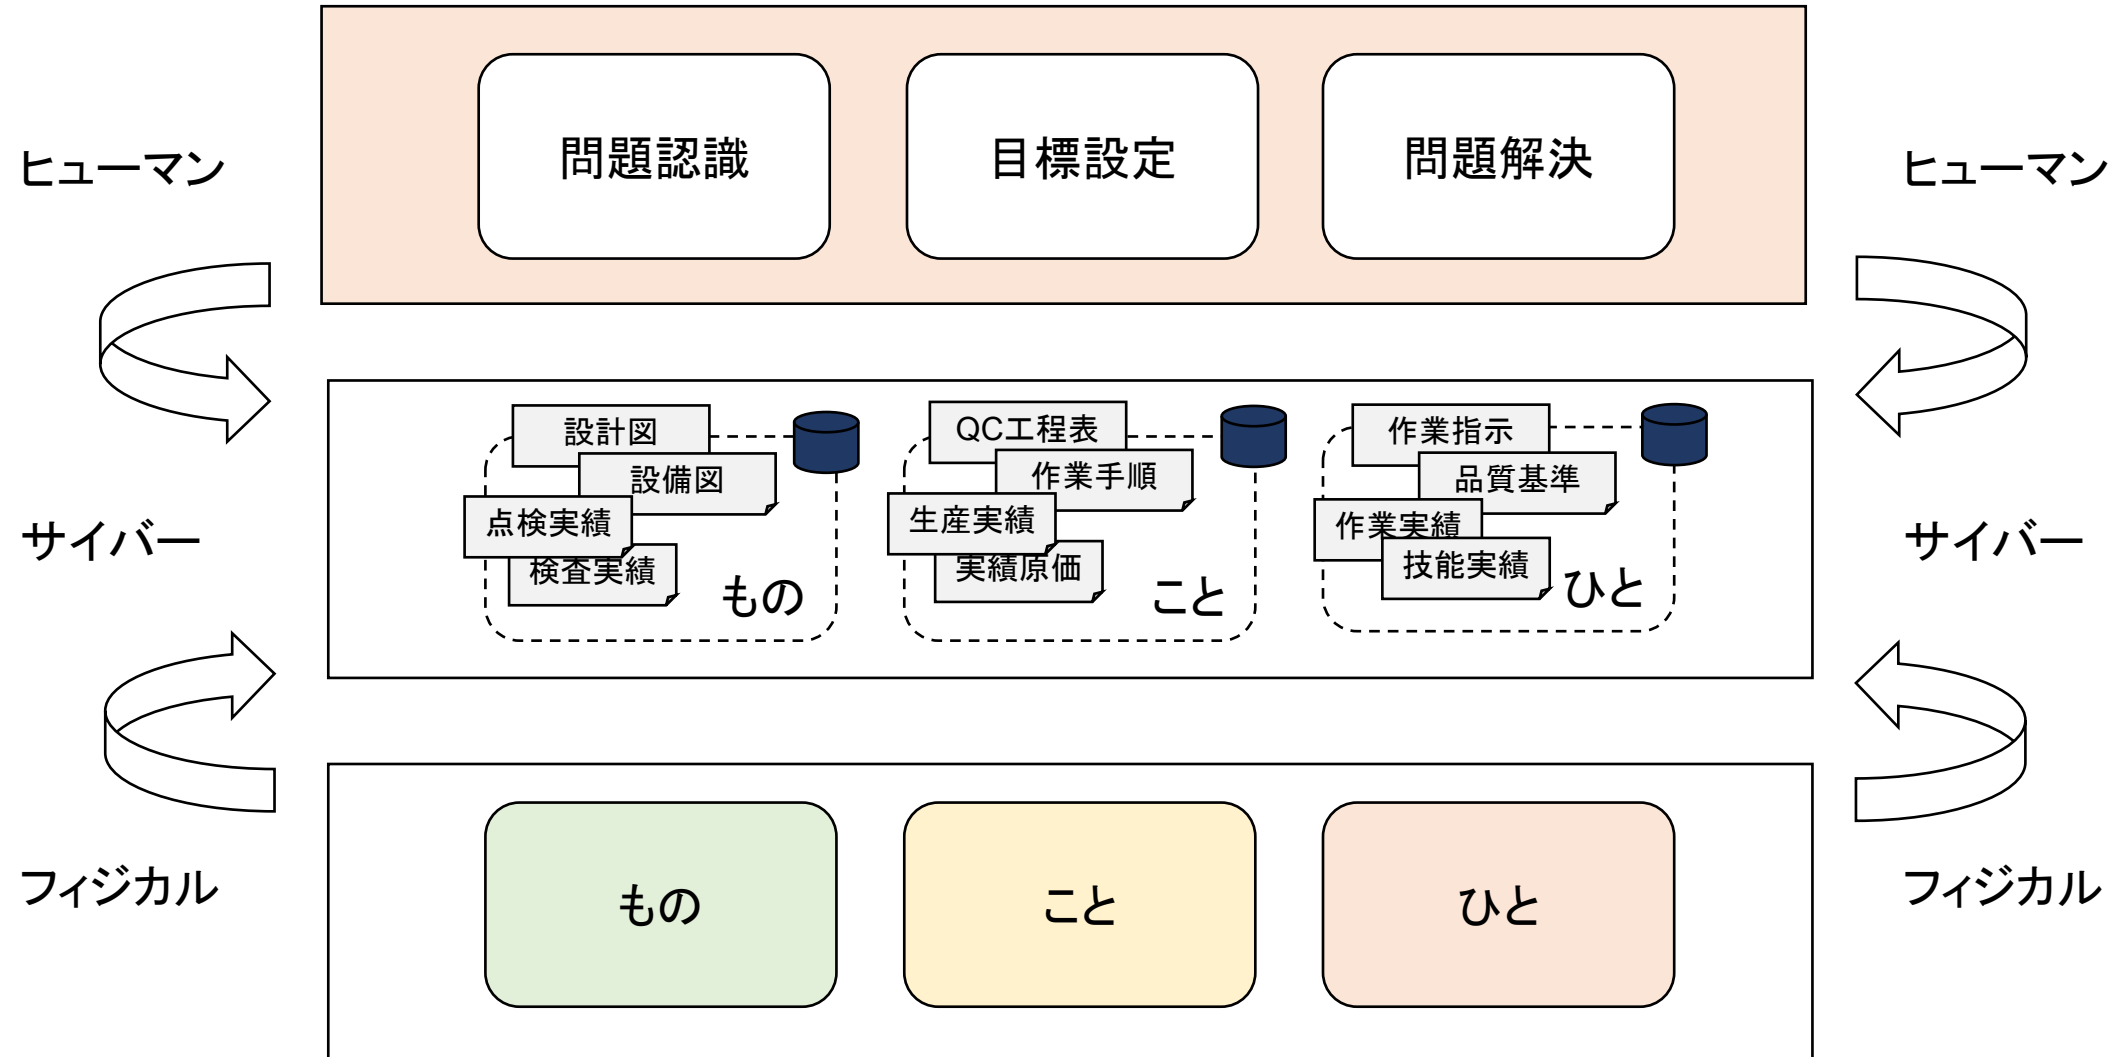 問題認識
目標設定
問題解決
ヒューマン
ヒューマン
設計図
設備図
点検実績
検査実績
もの
QC工程表
作業手順
生産実績
実績原価
こと
作業指示
品質基準
作業実績
技能実績
ひと
サイバー
サイバー
もの
こと
ひと
フィジカル
フィジカル